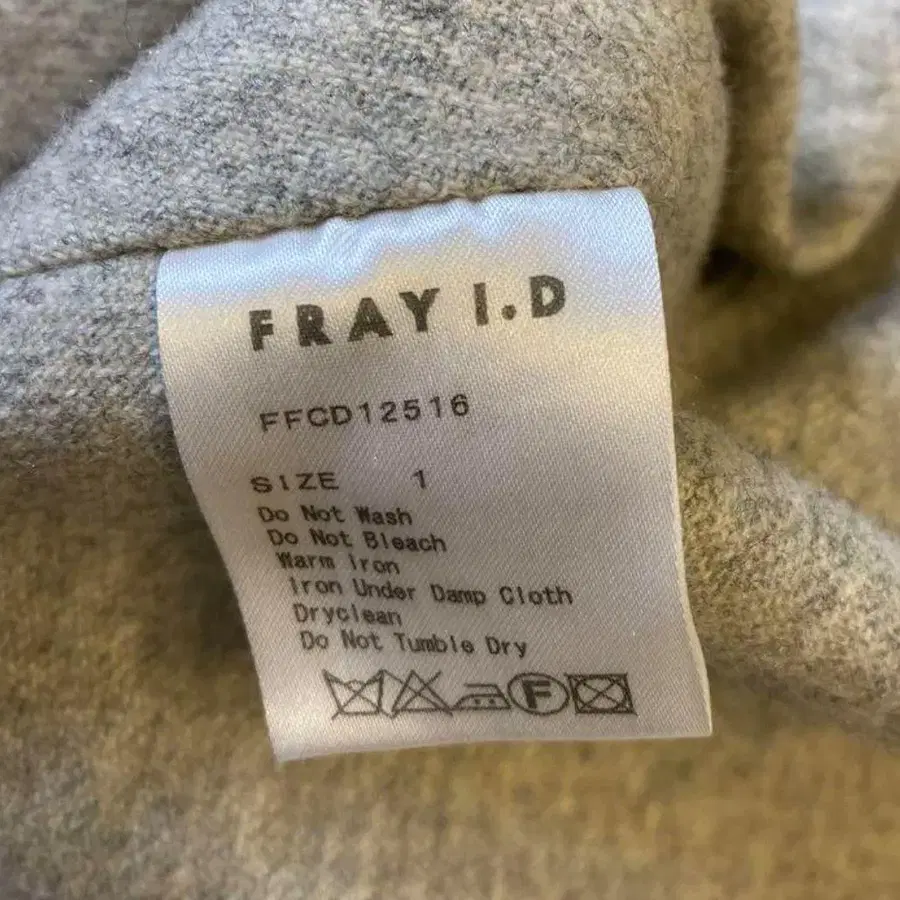 FRAY I.D
FFCD12516
SIZE 1
Do Not Wash
Do Not Bleach
Warm Iron
Iron Under Damp Cloth
Dryclean
Do Not Tumble Dry
F